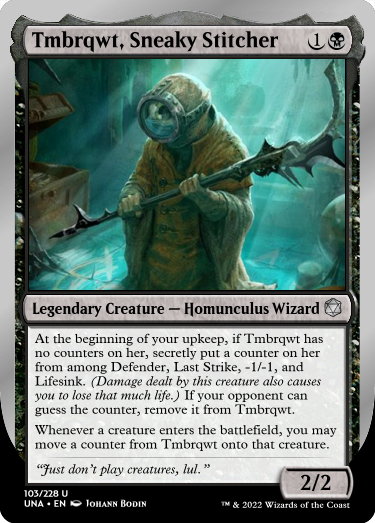 Tmbrqwt, Sneaky Stitcher 1
Legendary Creature — Homunculus Wizard
At the beginning of your upkeep, if Tmbrqwt has
no counters on her, secretly put a counter on her
from among Defender, Last Strike, -1/-1, and
Lifesink. (Damage dealt by this creature also causes
you to lose that much life.) If your opponent can
guess the counter, remove it from Tmbrqwt.
Whenever a creature enters the battlefield, you may
move a counter from Tmbrqwt onto that creature.
“Just don’t play creatures, lul.”
2/2
103/228 U
UNA • EN Johann Bodin
™ & 2022 Wizards of the Coast